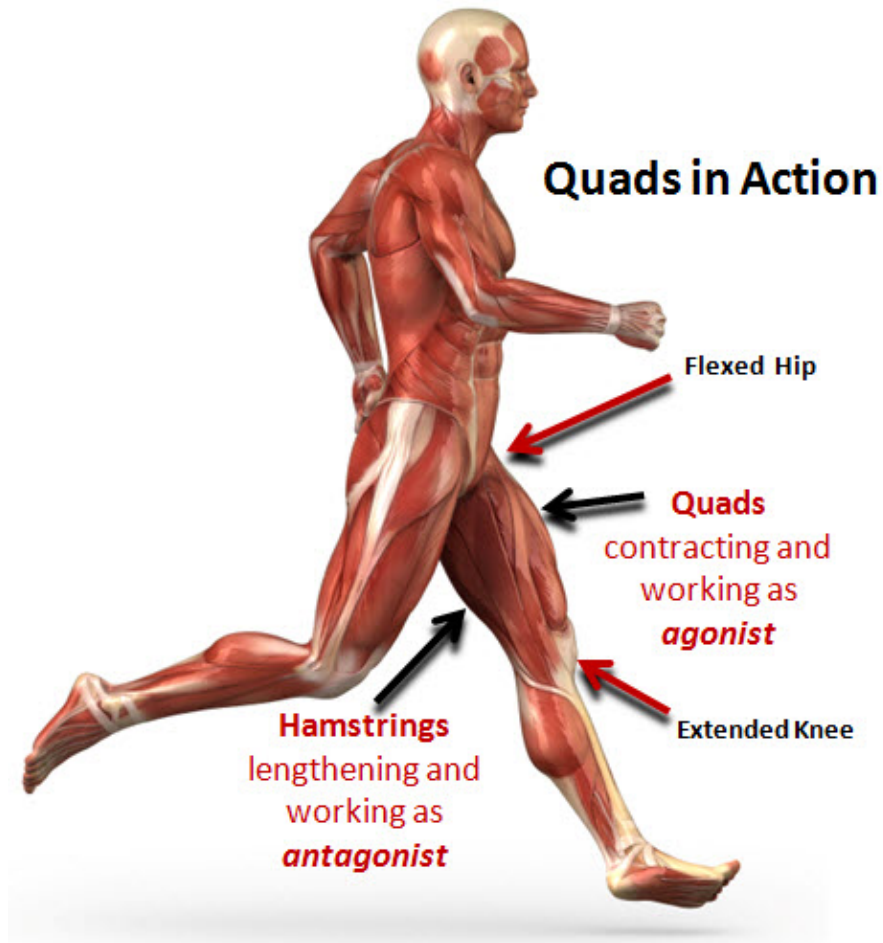 Quads in Action
Flexed Hip
Quads
contracting and
working as
agonist
Extended Knee
Hamstrings
lengthening and
working as
antagonist